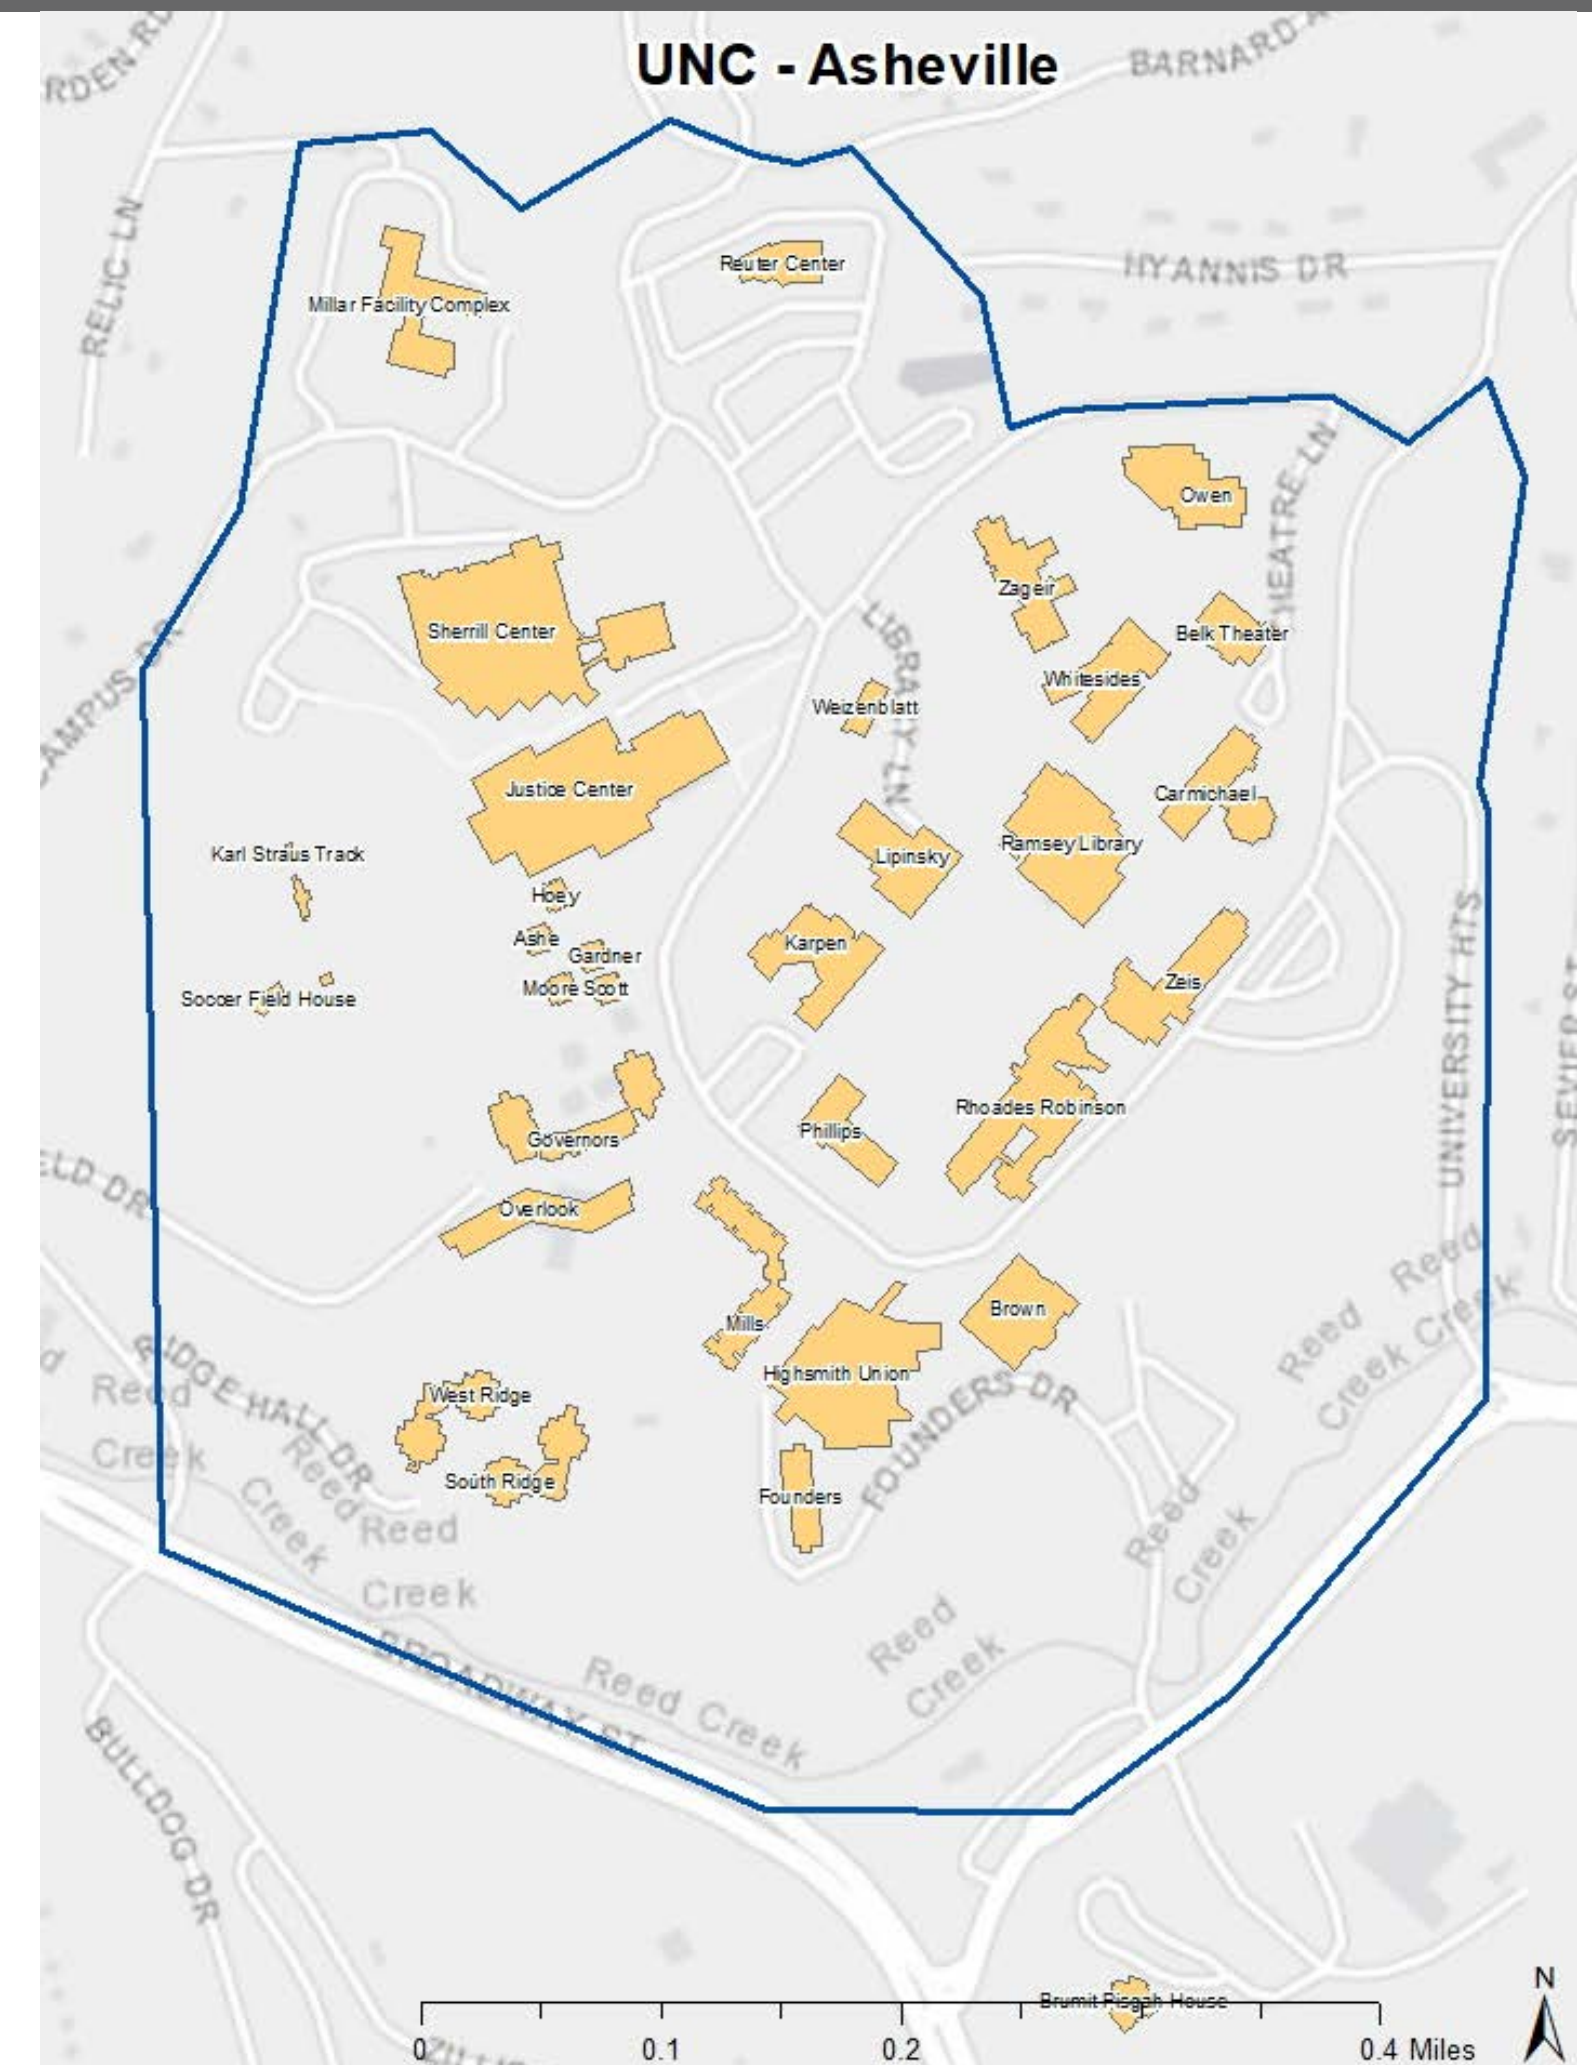 UNC - Asheville
RDEN RD
BARNARD A
RELIC LN
HYANNIS DR
Reuter Center
Millar Facility Complex
THEATRE LN
Owen
Zageir
Sherrill Center
Belk Theater
CAMPUS DR
LIBRARY LN
Whitesides
Weizenblatt
Justice Center
Carmichael
Ramsey Library
Karl Straus Track
Lipinsky
Hoey
Ashe
Karpen
Gardner
Zeis
Moore Scott
Soccer Field House
UNIVERSITY HTS
SEVIER ST
Rhoades Robinson
Phillips
Governors
ELD DR
Overlook
Brown
Mills
Highsmith Union
RIDGE HALL DR
West Ridge
South Ridge
FOUNDERS DR
Founders
d
Reed
Creek
Reed
Creek
Reed
Creek
Reed
Creek
Reed
Creek
Reed
Creek
Reed
Creek
Reed Creek
BROADWAY ST
BULLDOG DR
Brumit Pisgah House
N
0 0.1 0.2 0.4 Miles